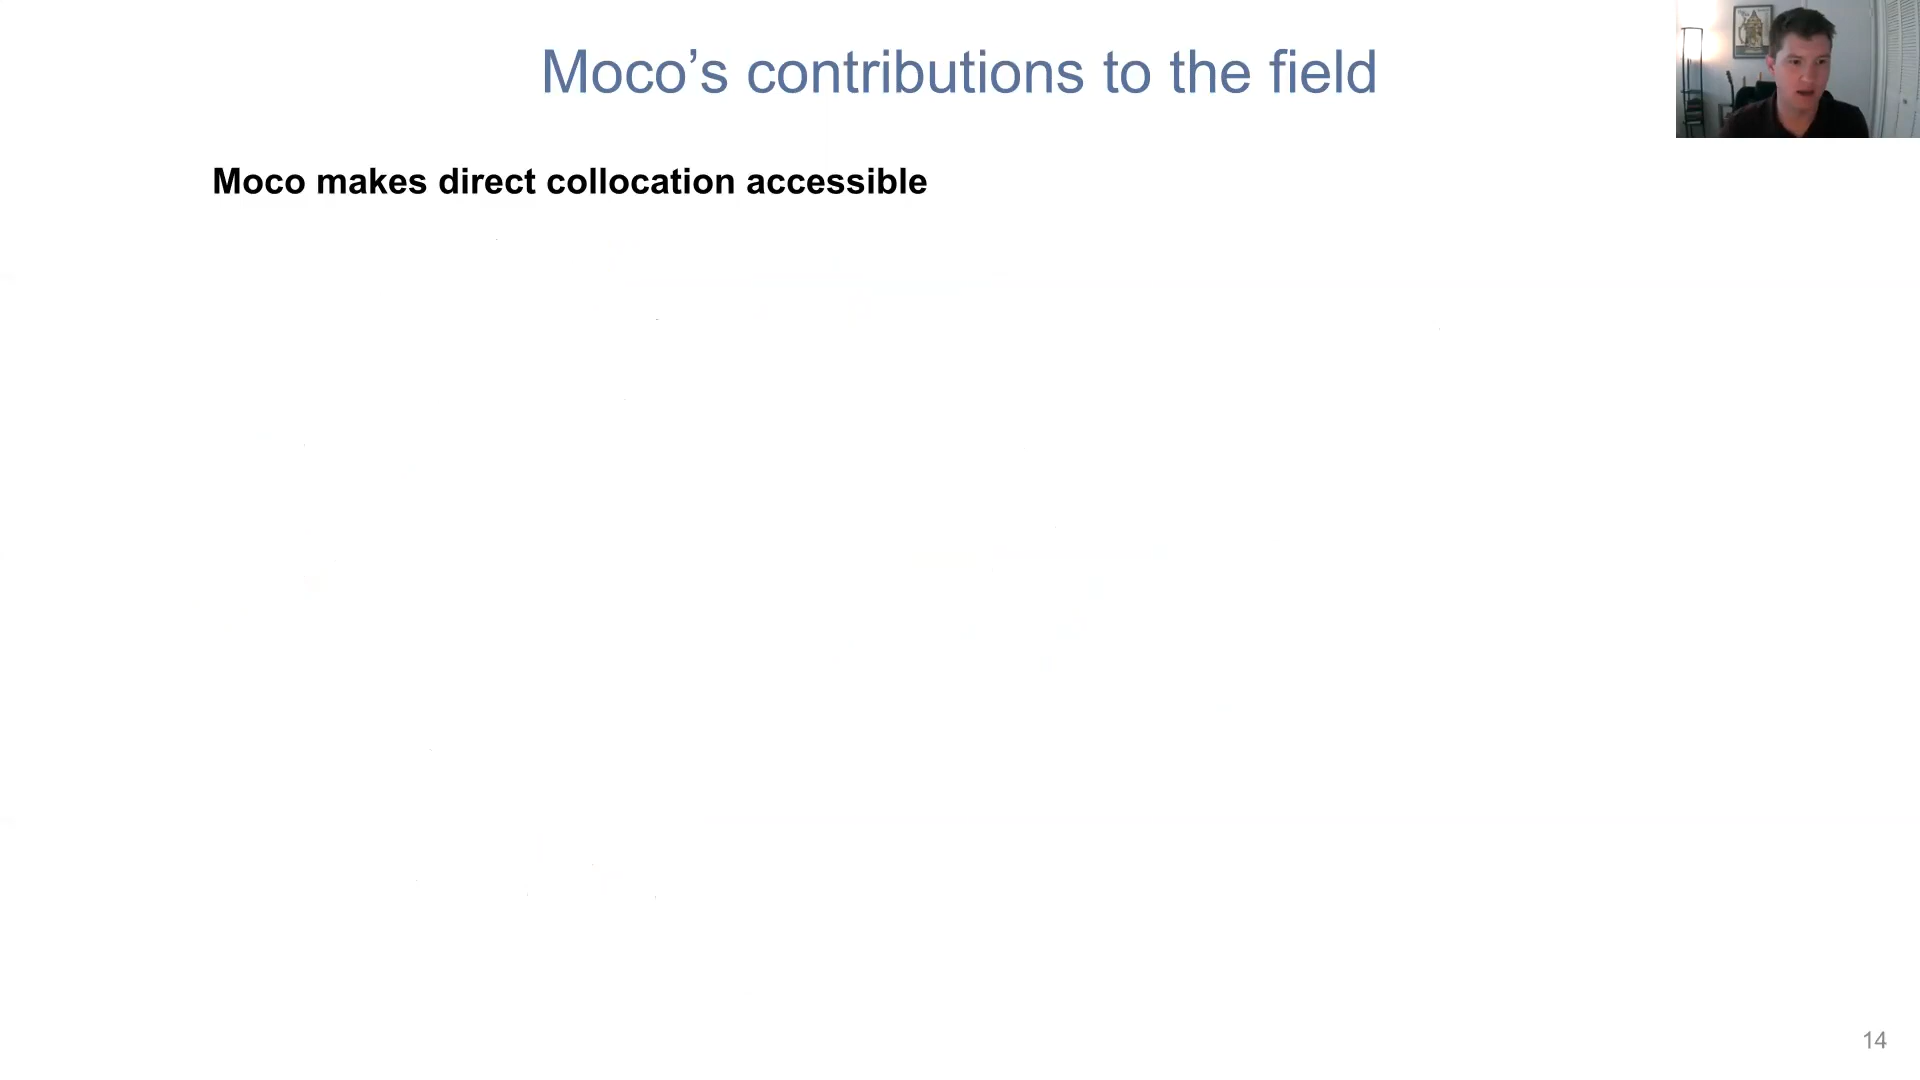 Moco’s contributions to the field
Moco makes direct collocation accessible
14